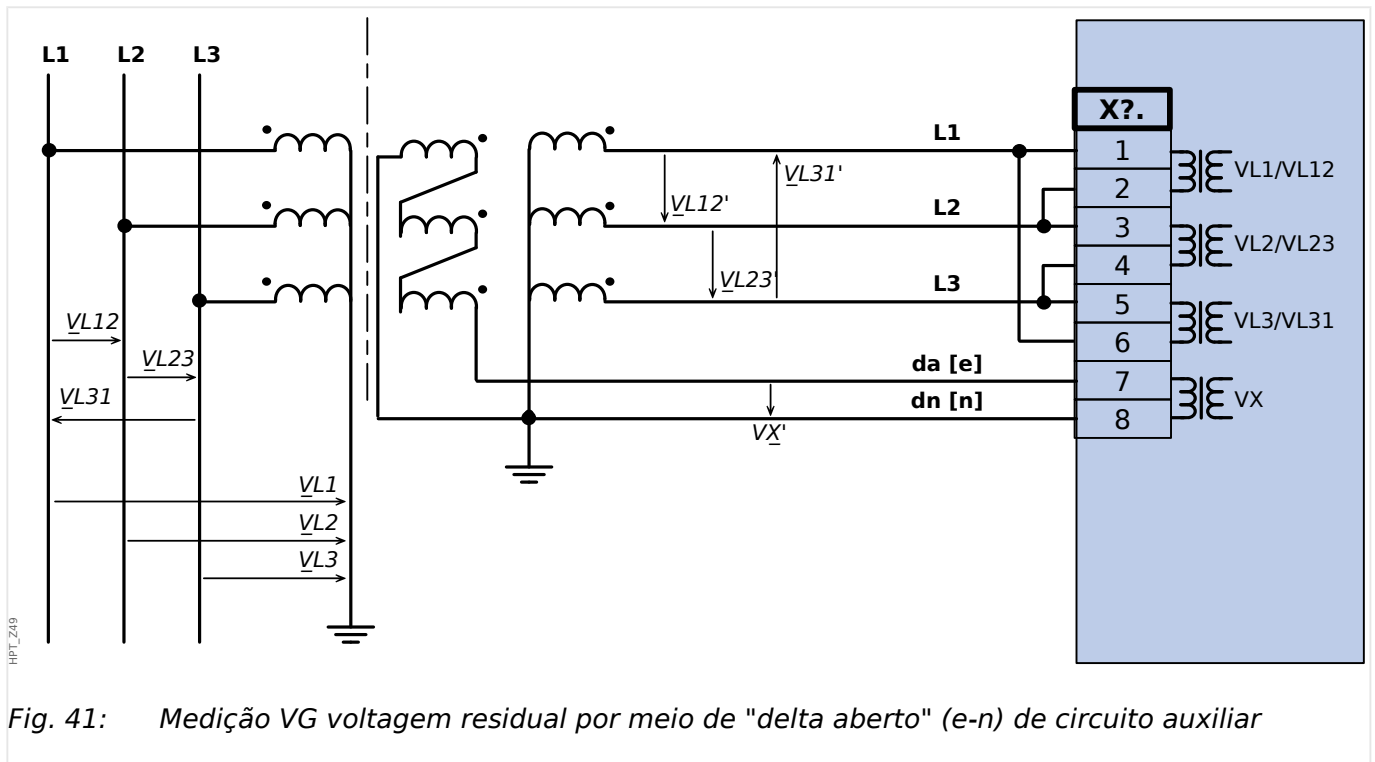 L1 L2 L3
X?.
L1
1
VL31'
VL1/VL12
2
VL12'
L2
3
VL2/VL23
4
VL23'
L3
5
VL12
VL3/VL31
6
VL23
da [e]
7
VL31
dn [n]
VX
8
VX'
VL1
VL2
VL3
HPT_Z49
Fig. 41: Medição VG voltagem residual por meio de "delta aberto" (e-n) de circuito auxiliar